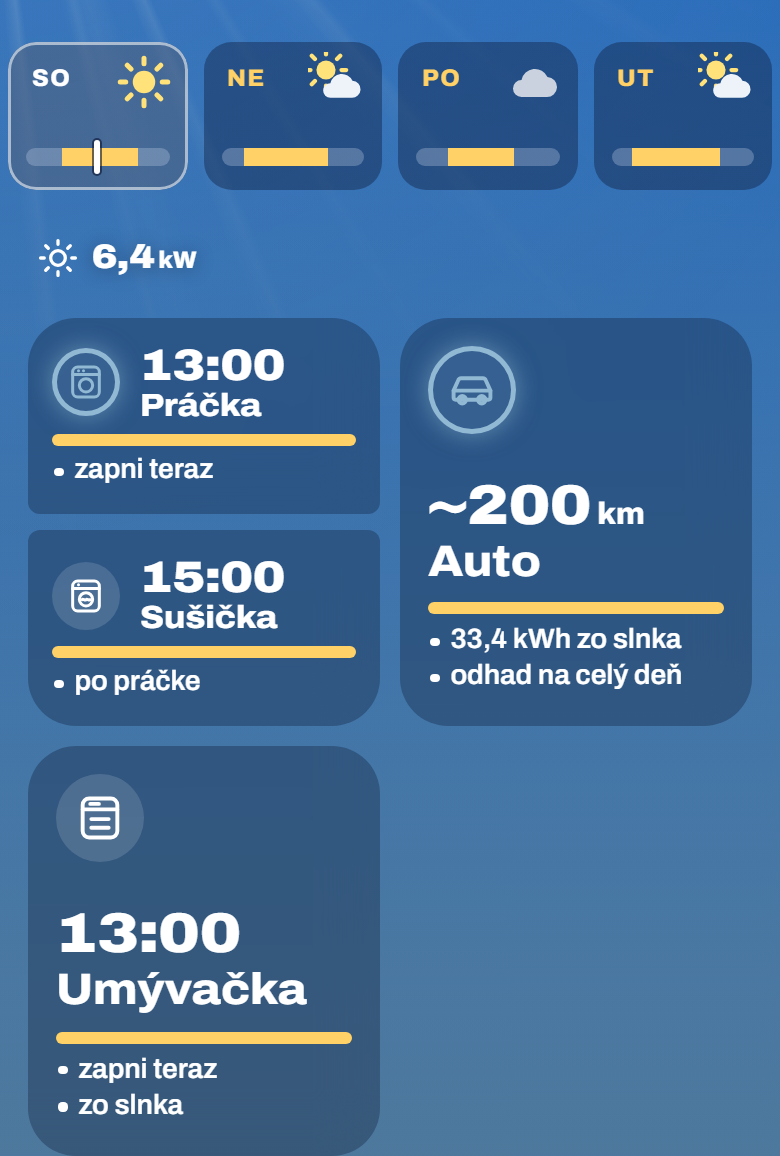 SO
NE
PO
UT
6,4 kW
13:00
Práčka
zapni teraz
15:00
Sušička
po práčke
~200 km
Auto
33,4 kWh zo slnka
odhad na celý deň
13:00
Umývačka
zapni teraz
zo slnka